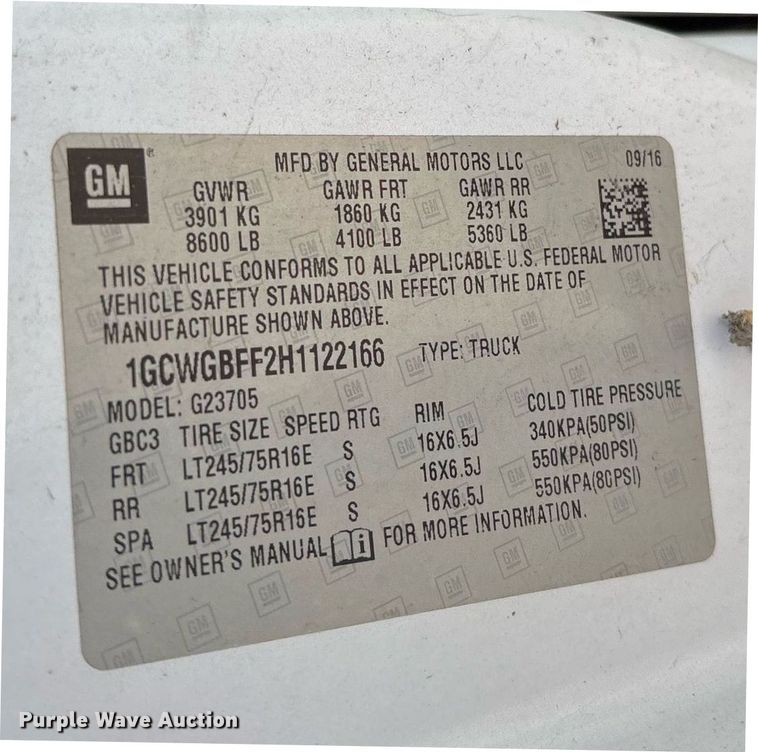 GM
MFD BY GENERAL MOTORS LLC 09/16
GVWR GAWR FRT GAWR RR
3901 KG 1860 KG 2431 KG
8600 LB 4100 LB 5360 LB
THIS VEHICLE CONFORMS TO ALL APPLICABLE U.S. FEDERAL MOTOR
VEHICLE SAFETY STANDARDS IN EFFECT ON THE DATE OF
MANUFACTURE SHOWN ABOVE.
1GCWGBFF2H1122166 TYPE: TRUCK
MODEL: G23705
GBC3 TIRE SIZE SPEED RTG RIM COLD TIRE PRESSURE
FRT LT245/75R16E S 16X6.5J 340KPA(50PSI)
RR LT245/75R16E S 16X6.5J 550KPA(80PSI)
SPA LT245/75R16E S 16X6.5J 550KPA(80PSI)
SEE OWNER'S MANUAL i FOR MORE INFORMATION.
Purple Wave Auction